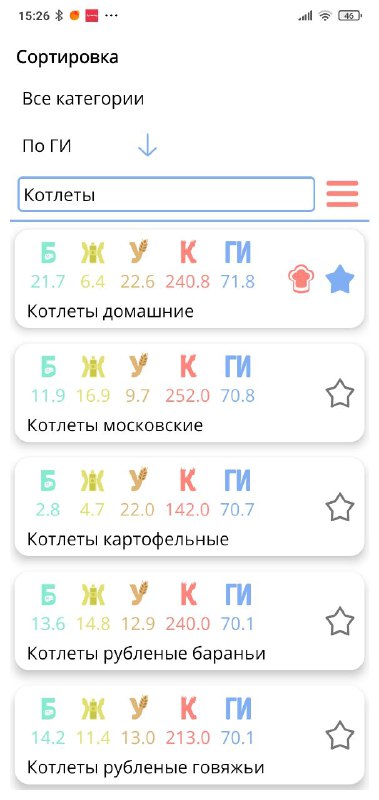 15:26 46
Сортировка
Все категории
По ГИ
Котлеты
Б Ж У К ГИ
21.7 6.4 22.6 240.8 71.8
Котлеты домашние
Б Ж У К ГИ
11.9 16.9 9.7 252.0 70.8
Котлеты московские
Б Ж У К ГИ
2.8 4.7 22.0 142.0 70.7
Котлеты картофельные
Б Ж У К ГИ
13.6 14.8 12.9 240.0 70.1
Котлеты рубленые бараньи
Б Ж У К ГИ
14.2 11.4 13.0 213.0 70.1
Котлеты рубленые говяжьи